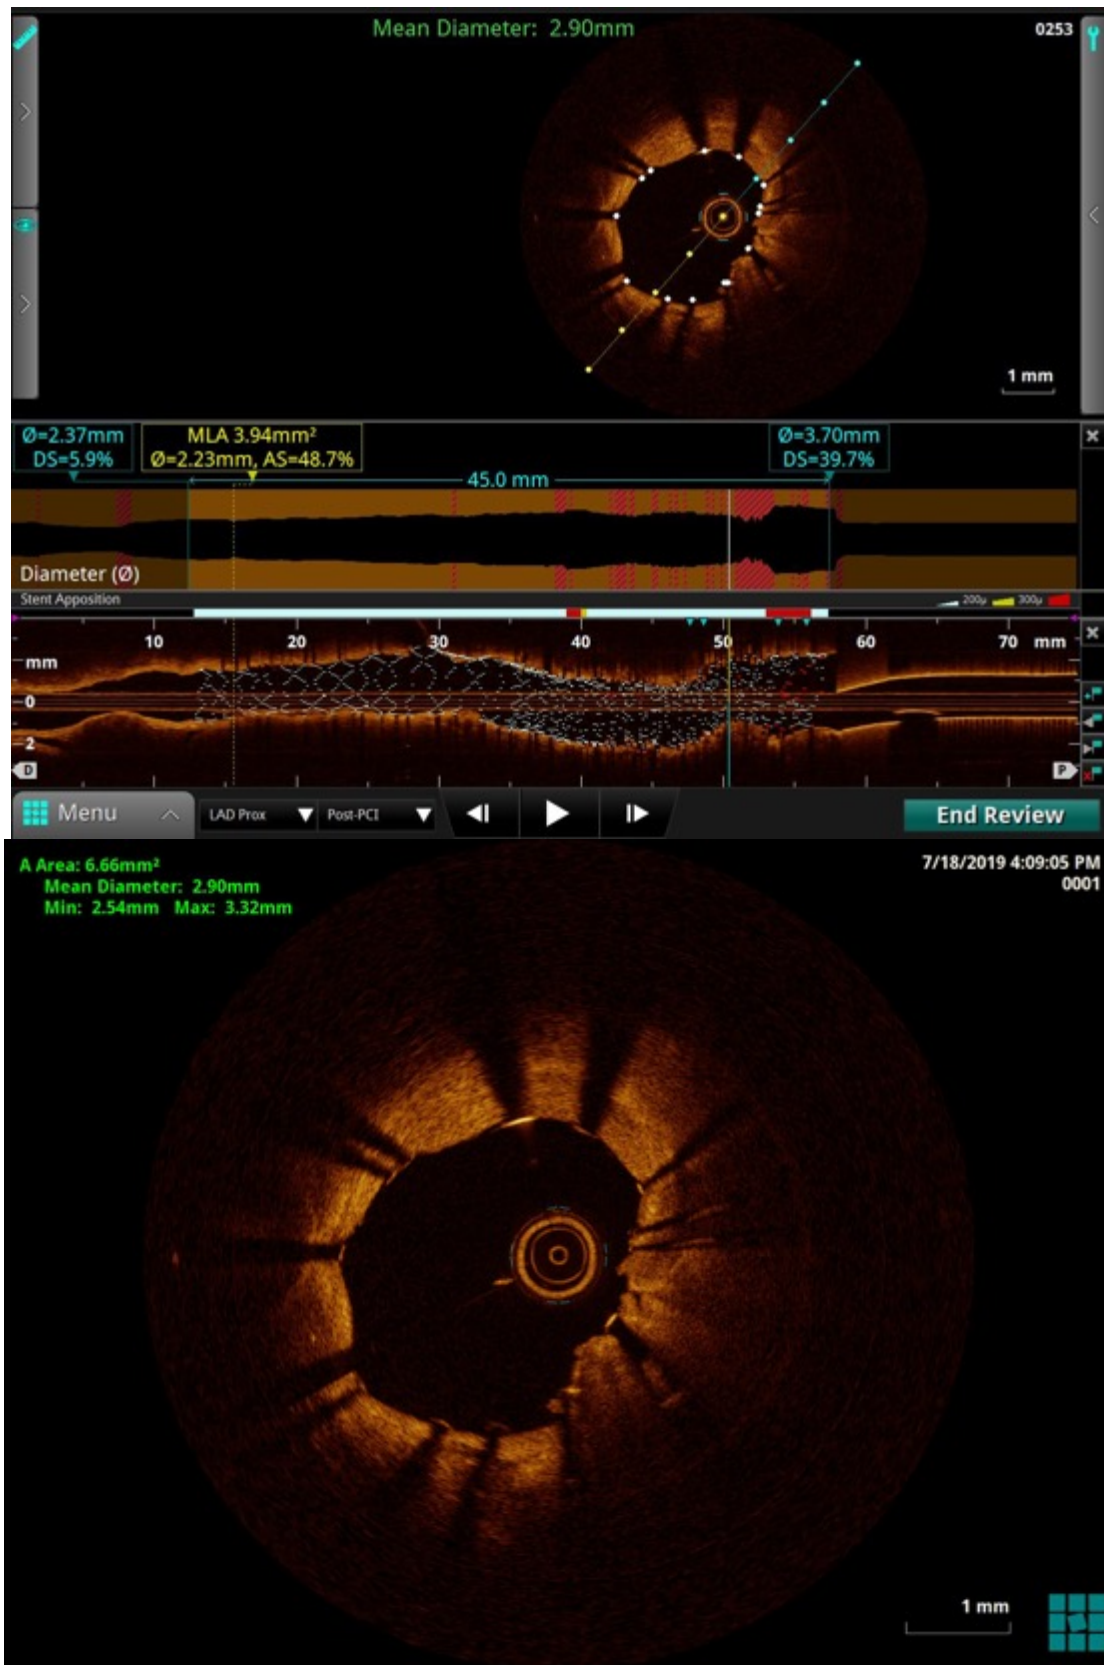 Mean Diameter: 2.90mm
0253
1 mm
Ø=2.37mm
DS=5.9%
MLA 3.94mm²
Ø=2.23mm, AS=48.7%
Ø=3.70mm
DS=39.7%
45.0 mm
Diameter (Ø)
Stent Apposition
200µ
300µ
10 20 30 40 50 60 70 mm
mm
0
2
D
P
Menu
LAD Prox
Post-PCI
End Review
A Area: 6.66mm²
Mean Diameter: 2.90mm
Min: 2.54mm Max: 3.32mm
7/18/2019 4:09:05 PM
0001
1 mm